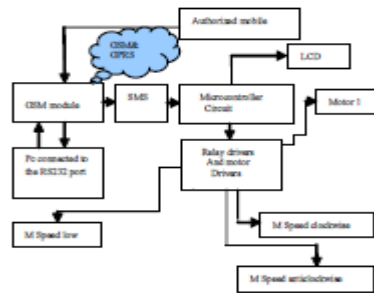 Authorized mobile
GSM&
GPRS
LCD
GSM module
SMS
Microcontroller
Circuit
Motor 1
Pc connected to
the RS232 port
Relay drivers
And motor
Drivers
M Speed low
M Speed clockwise
M Speed anticlockwise